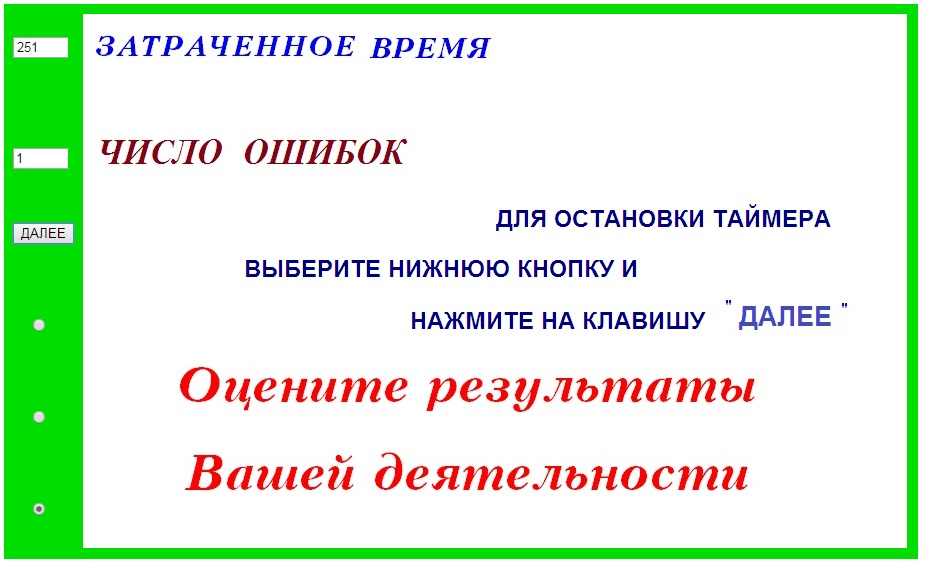 251 ЗАТРАЧЕННОЕ ВРЕМЯ
1 ЧИСЛО ОШИБОК
ДАЛЕЕ
ДЛЯ ОСТАНОВКИ ТАЙМЕРА
ВЫБЕРИТЕ НИЖНЮЮ КНОПКУ И
НАЖМИТЕ НА КЛАВИШУ " ДАЛЕЕ "
Оцените результаты
Вашей деятельности